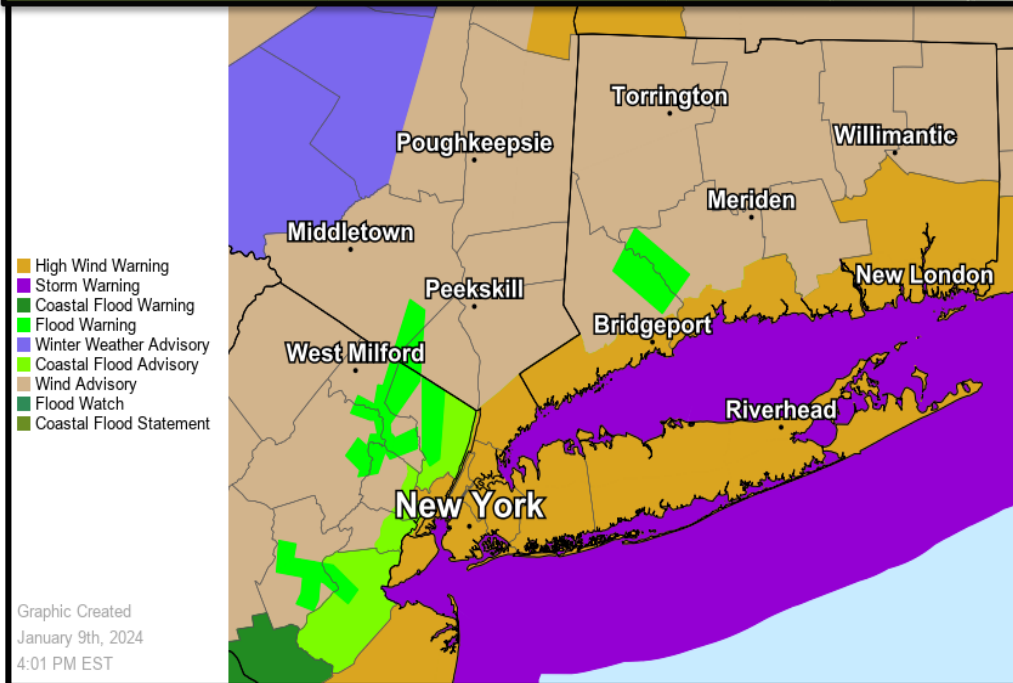 Torrington
Willimantic
Poughkeepsie
Meriden
Middletown
High Wind Warning
Storm Warning
Coastal Flood Warning
Flood Warning
Winter Weather Advisory
Coastal Flood Advisory
Wind Advisory
Flood Watch
Coastal Flood Statement
New London
Peekskill
Bridgeport
West Milford
Riverhead
New York
Graphic Created
January 9th, 2024
4:01 PM EST